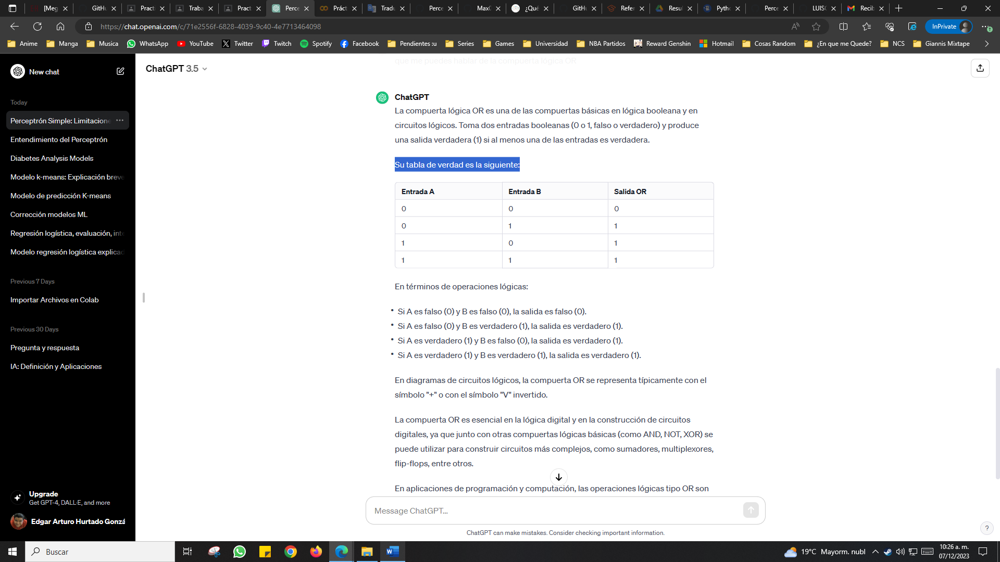 [Meg
GitHu
Practi
Traba
Practi
Perce
Prácti
Tradu
Perce
Max
¿Qué
GitHu
Refer
Resul
Pytho
Perce
LUIS
Recib
https://chat.openai.com/c/71e2556f-6828-4039-9c40-4e7713464098
InPrivate
Anime
Manga
Musica
WhatsApp
YouTube
Twitter
Twitch
Spotify
Facebook
Pendientes :u
Series
Games
Universidad
NBA Partidos
Reward Genshin
Hotmail
Cosas Random
¿En que me Quede?
NCS
Giannis Mixtape
New chat
Today
Perceptrón Simple: Limitacione
Entendimiento del Perceptrón
Diabetes Analysis Models
Modelo k-means: Explicación breve
Modelo de predicción K-means
Corrección modelos ML
Regresión logística, evaluación, inte
Modelo regresión logística explicad
Previous 7 Days
Importar Archivos en Colab
Previous 30 Days
Pregunta y respuesta
IA: Definición y Aplicaciones
Upgrade
Get GPT-4, DALL·E, and more
Edgar Arturo Hurtado Gonzá
ChatGPT 3.5
que me puedes hablar de la compuerta lógica OR
ChatGPT
La compuerta lógica OR es una de las compuertas básicas en lógica booleana y en
circuitos lógicos. Toma dos entradas booleanas (0 o 1, falso o verdadero) y produce
una salida verdadera (1) si al menos una de las entradas es verdadera.
Su tabla de verdad es la siguiente:
Entrada A Entrada B Salida OR
0 0 0
0 1 1
1 0 1
1 1 1
En términos de operaciones lógicas:
• Si A es falso (0) y B es falso (0), la salida es falso (0).
• Si A es falso (0) y B es verdadero (1), la salida es verdadero (1).
• Si A es verdadero (1) y B es falso (0), la salida es verdadero (1).
• Si A es verdadero (1) y B es verdadero (1), la salida es verdadero (1).
En diagramas de circuitos lógicos, la compuerta OR se representa típicamente con el
símbolo "+" o con el símbolo "V" invertido.
La compuerta OR es esencial en la lógica digital y en la construcción de circuitos
digitales, ya que junto con otras compuertas lógicas básicas (como AND, NOT, XOR) se
puede utilizar para construir circuitos más complejos, como sumadores, multiplexores,
flip-flops, entre otros.
En aplicaciones de programación y computación, las operaciones lógicas tipo OR son
Message ChatGPT...
ChatGPT can make mistakes. Consider checking important information.
?
Buscar
19°C Mayorm. nubl
10:26 a. m.
07/12/2023